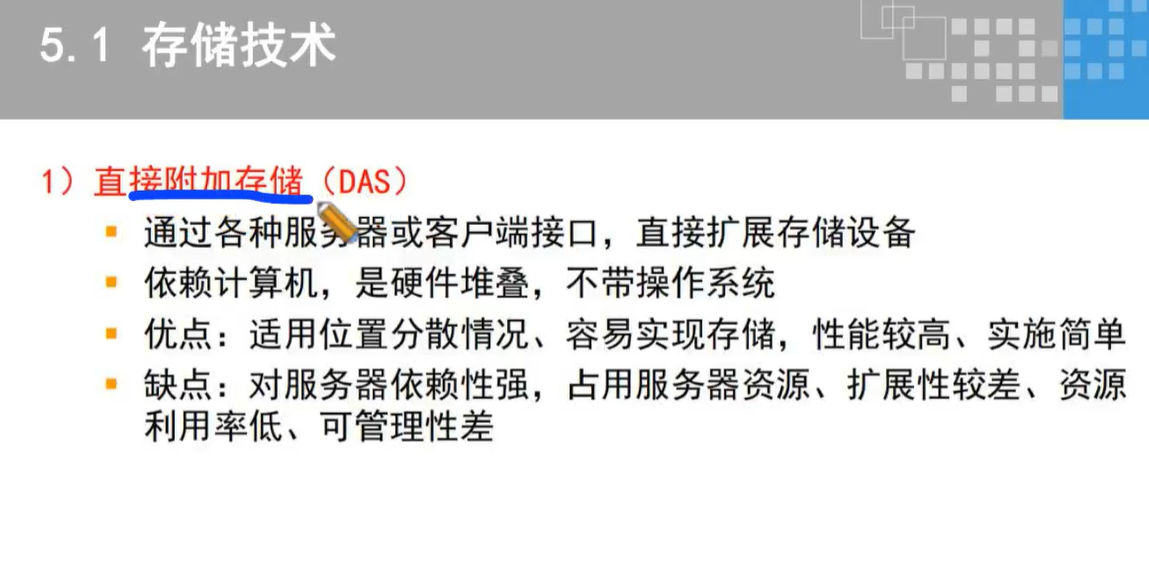 5.1 存储技术
1）直接附加存储（DAS）
通过各种服务器或客户端接口，直接扩展存储设备
依赖计算机，是硬件堆叠，不带操作系统
优点：适用位置分散情况、容易实现存储，性能较高、实施简单
缺点：对服务器依赖性强，占用服务器资源、扩展性较差、资源
利用率低、可管理性差